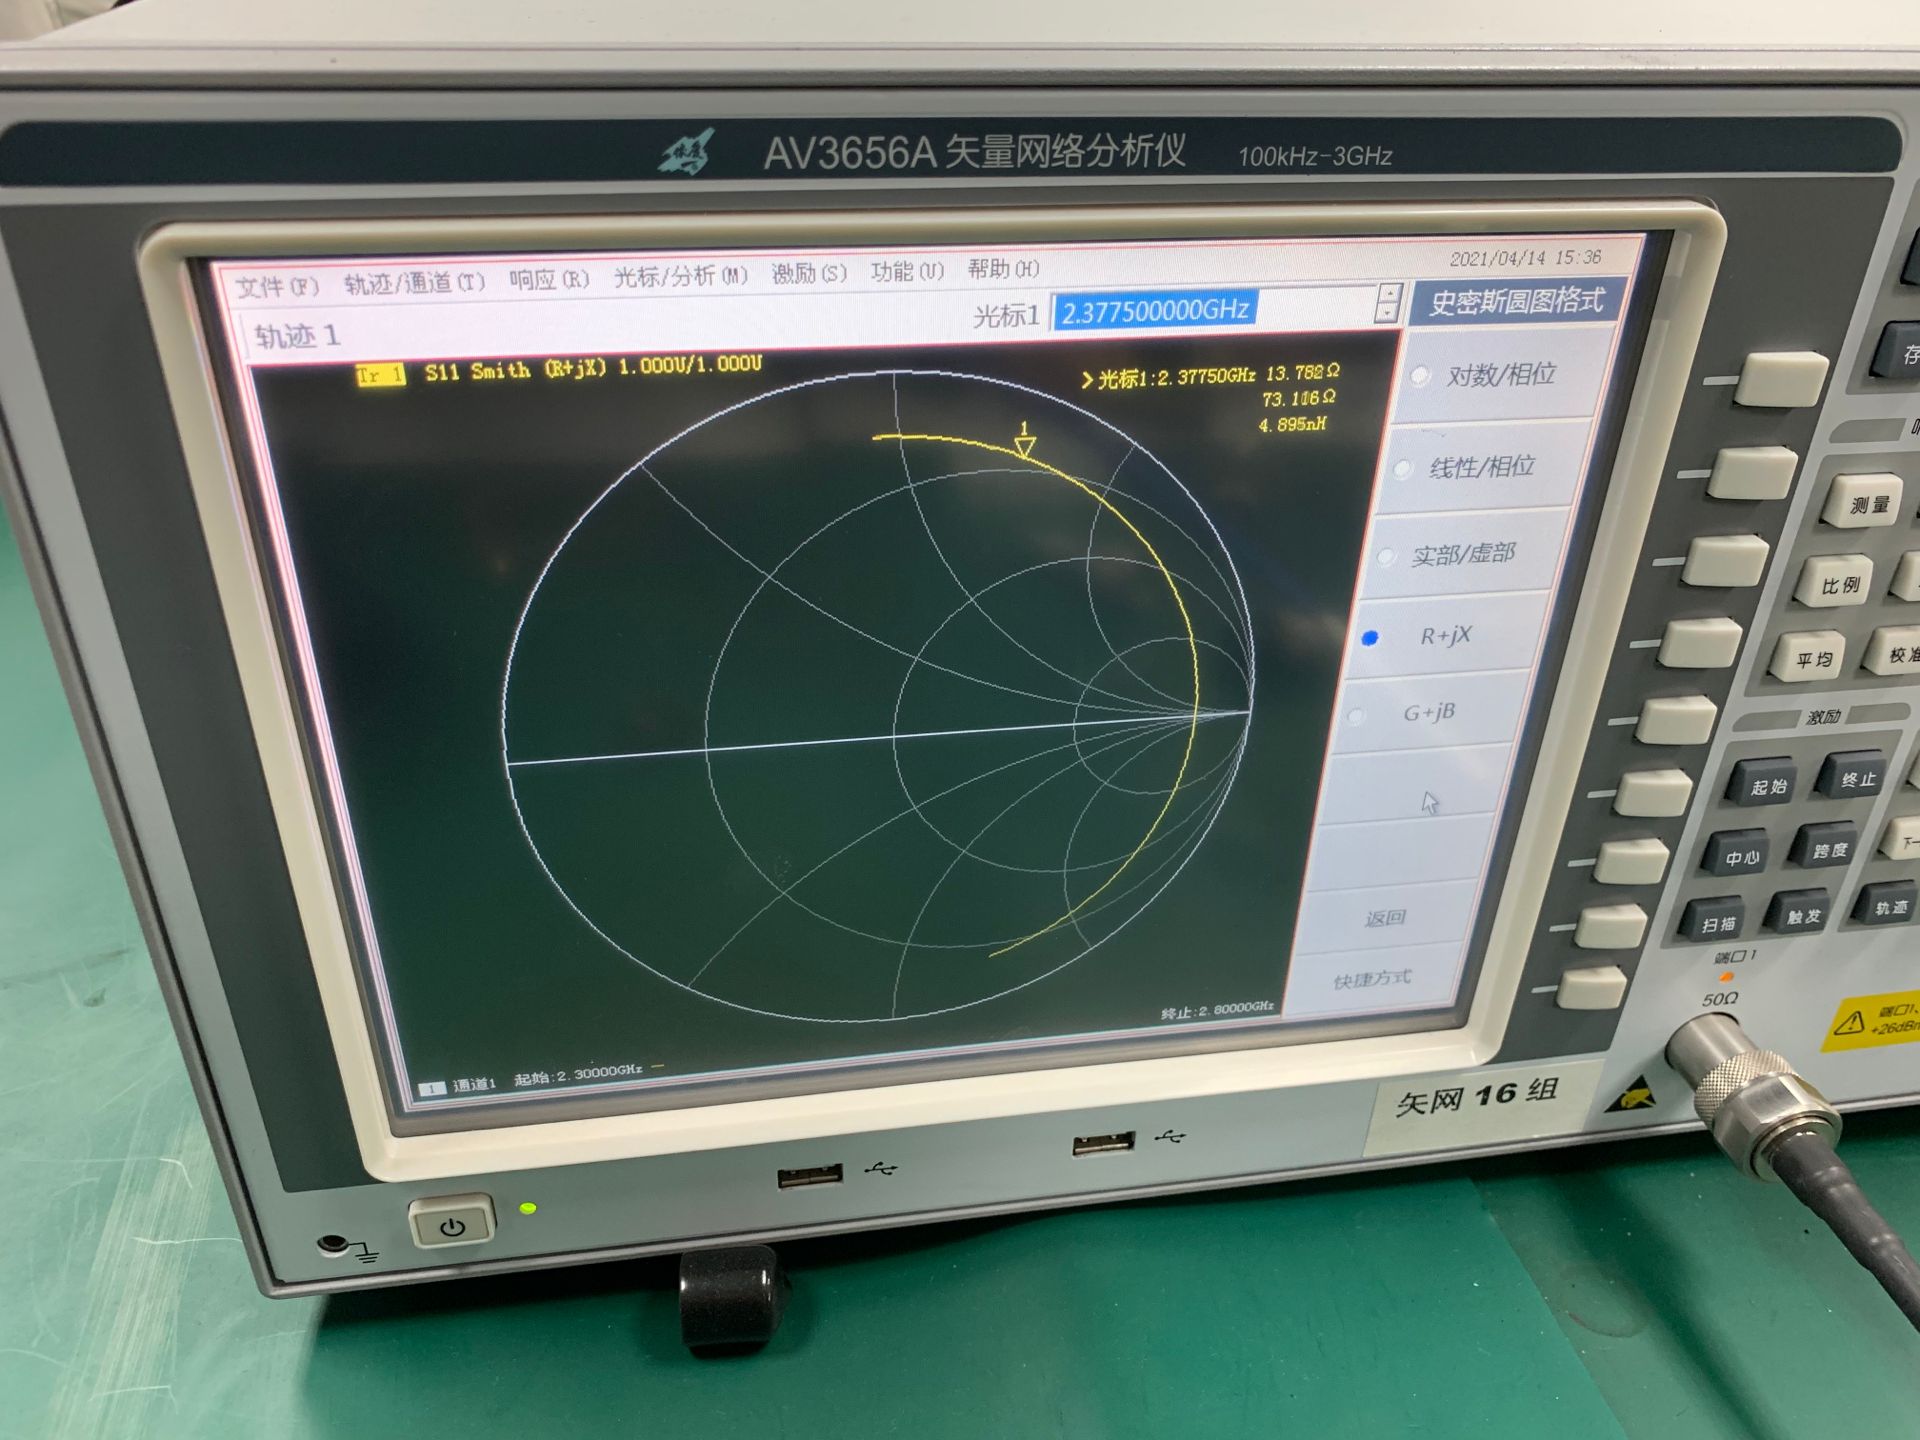 AV3656A 矢量网络分析仪 100kHz-3GHz
2021/04/14 15:36
文件(F) 轨迹/通道(T) 响应(R) 光标/分析(M) 激励(S) 功能(U) 帮助(H)
光标1 2.377500000GHz
轨迹 1
史密斯圆图格式
Tr 1 S11 Smith (R+jX) 1.000U/1.000U
>光标1:2.37750GHz 13.788Ω
73.116Ω
4.895nH
1
对数/相位
线性/相位
实部/虚部
R+jX
G+jB
返回
快捷方式
1 通道1 起始:2.30000GHz
终止:2.80000GHz
测量
比例
平均
校准
激励
起始
终止
中心
跨度
扫描
触发
轨迹
端口 1
50Ω
+26dBm
矢网 16 组